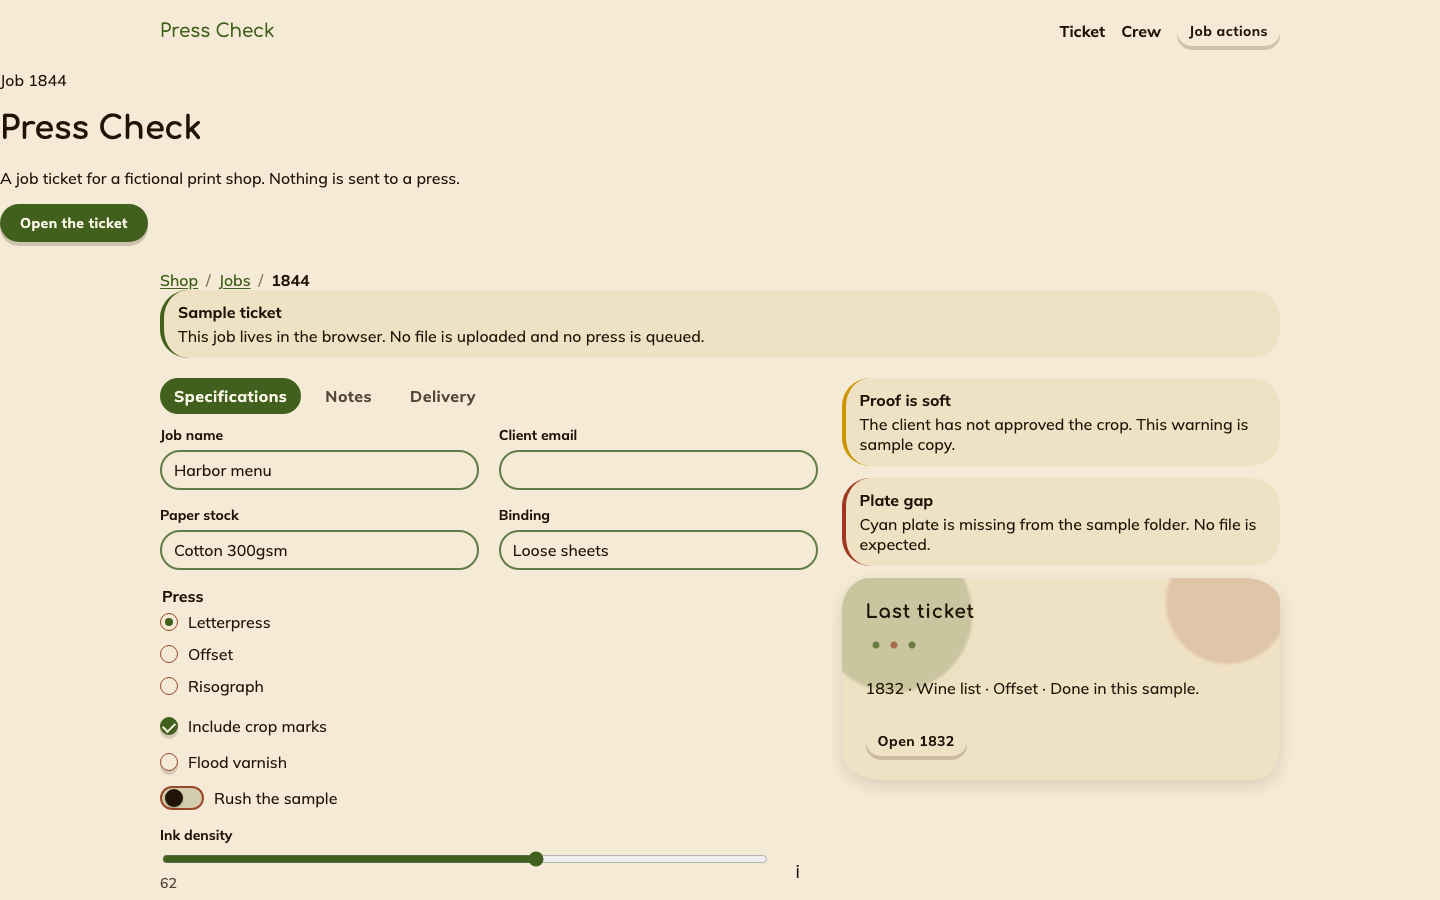 Press Check
Ticket
Crew
Job actions
Job 1844
Press Check
A job ticket for a fictional print shop. Nothing is sent to a press.
Open the ticket
Shop / Jobs / 1844
Sample ticket
This job lives in the browser. No file is uploaded and no press is queued.
Specifications
Notes
Delivery
Job name
Harbor menu
Client email
Paper stock
Cotton 300gsm
Binding
Loose sheets
Press
Letterpress
Offset
Risograph
Include crop marks
Flood varnish
Rush the sample
Ink density
62
i
Proof is soft
The client has not approved the crop. This warning is
sample copy.
Plate gap
Cyan plate is missing from the sample folder. No file is
expected.
Last ticket
1832 · Wine list · Offset · Done in this sample.
Open 1832